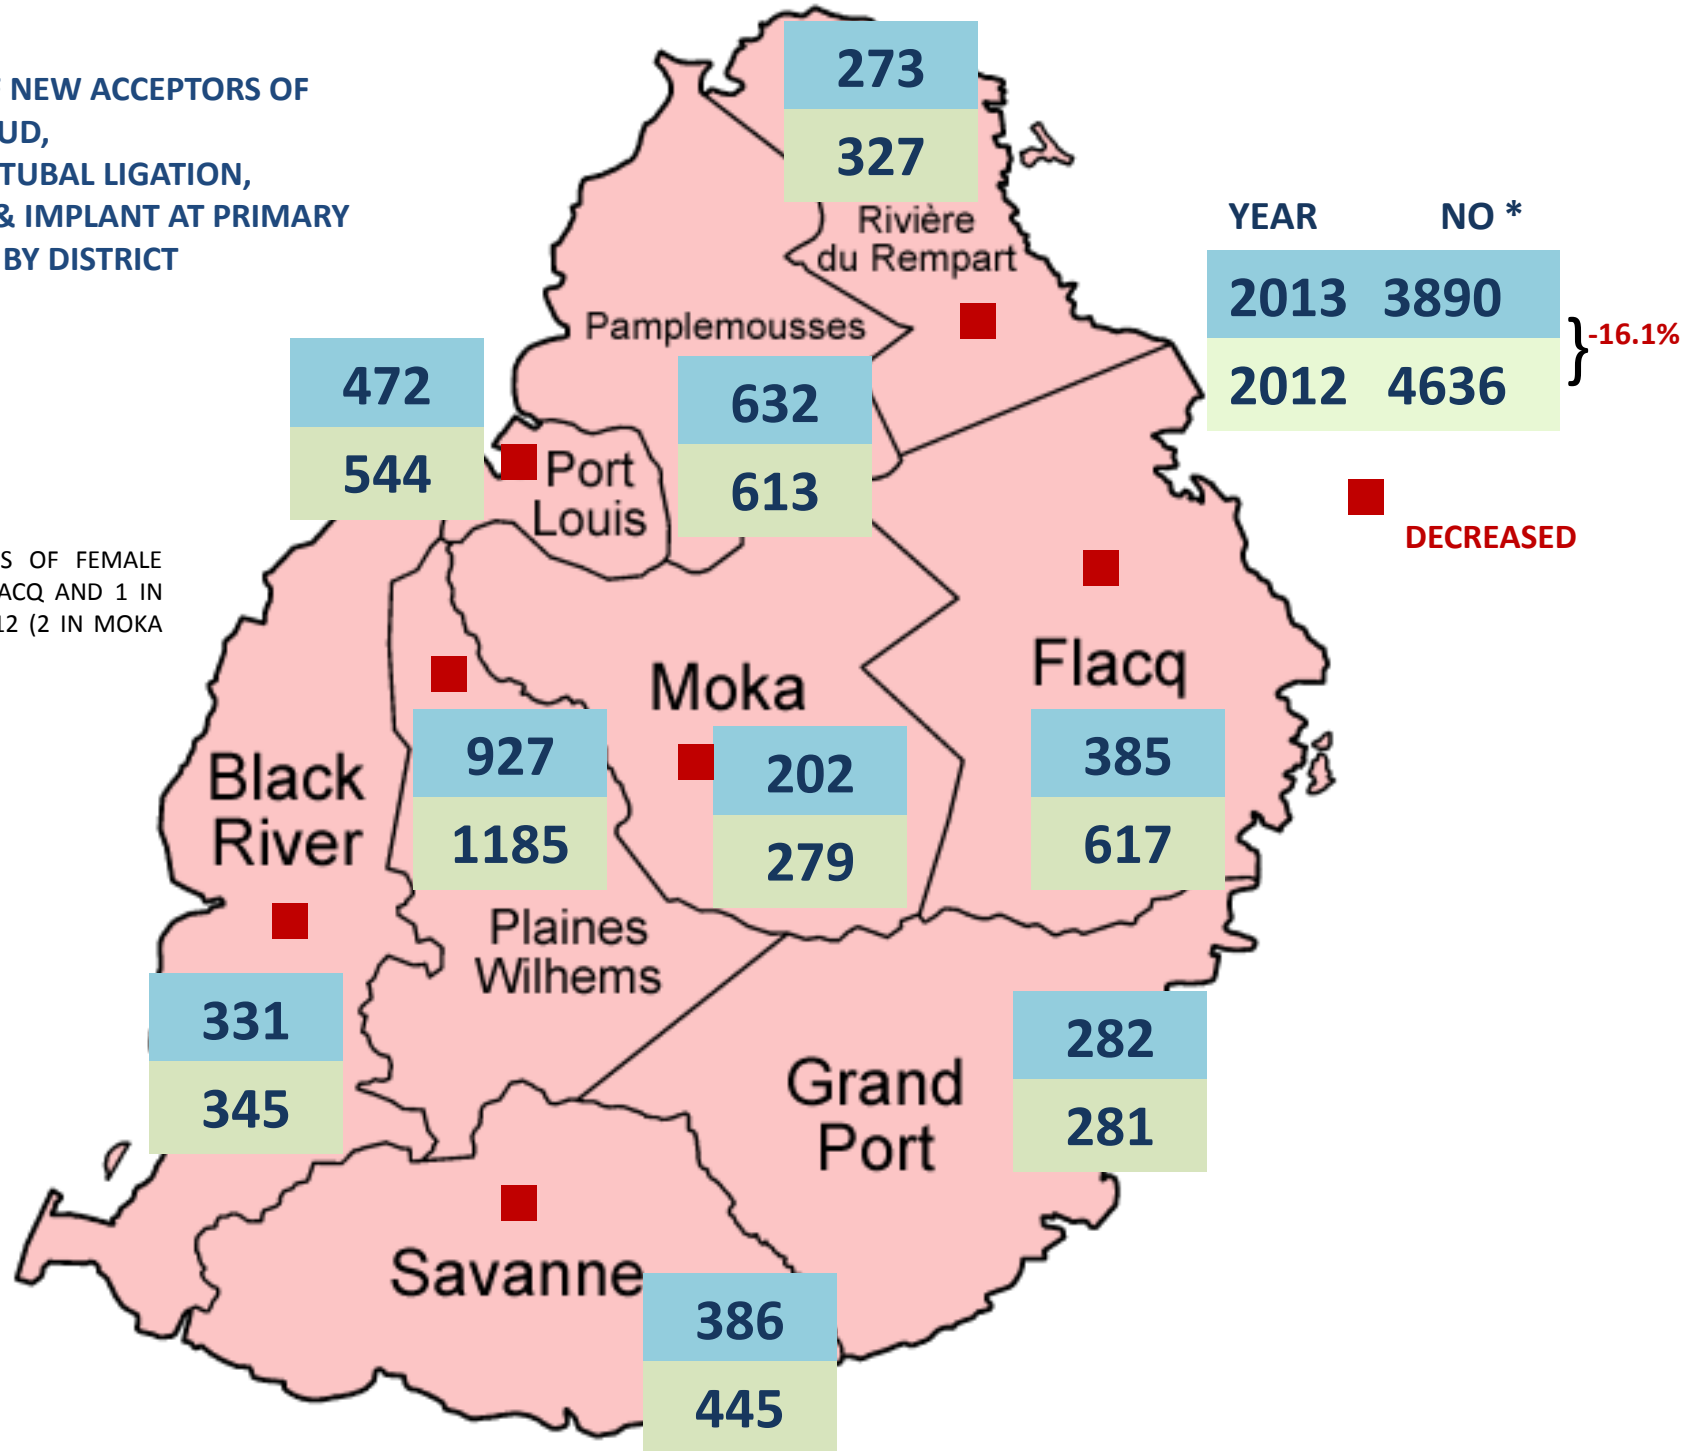 NEW ACCEPTORS OF
UD,
TUBAL LIGATION,
& IMPLANT AT PRIMARY
BY DISTRICT
273
327
Rivière
du Rempart
YEAR NO *
2013 3890
2012 4636
}-16.1%
Pamplemousses
472
544
632
613
Port
Louis
DECREASED
S OF FEMALE
ACQ AND 1 IN
12 (2 IN MOKA
Moka
Flacq
Black
River
927
1185
202
279
385
617
Plaines
Wilhems
331
345
282
281
Grand
Port
Savanne
386
445